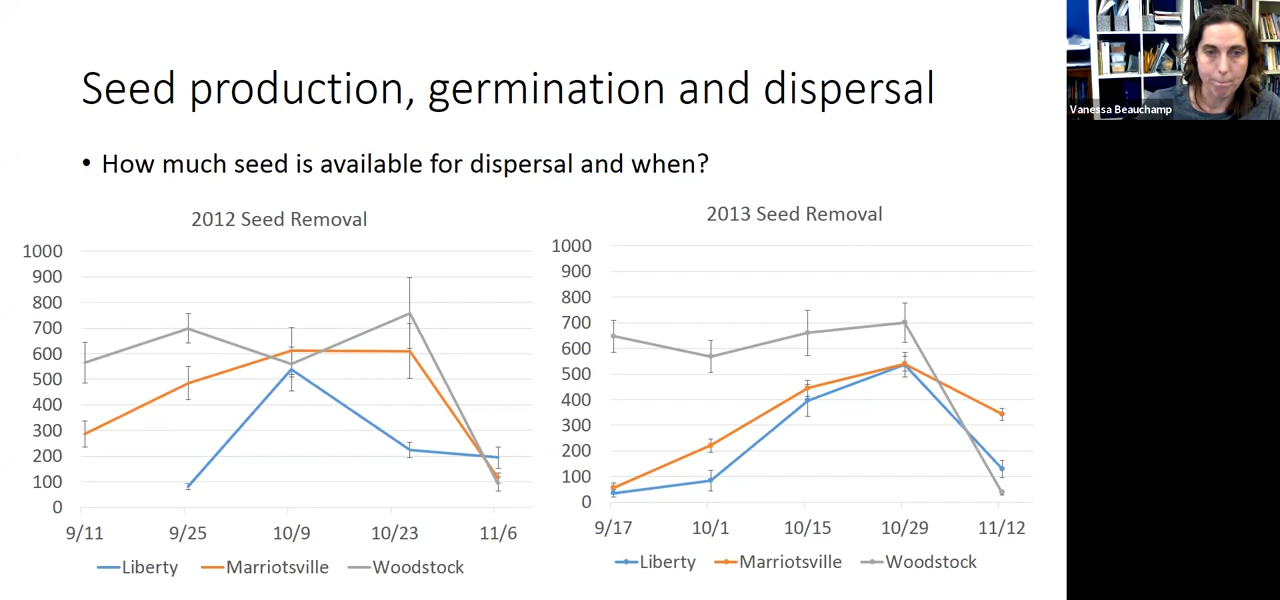 Seed production, germination and dispersal
Vanessa Beauchamp
• How much seed is available for dispersal and when?
2012 Seed Removal
1000
900
800
700
600
500
400
300
200
100
0
9/11 9/25 10/9 10/23 11/6
Liberty Marriotsville Woodstock
2013 Seed Removal
1000
900
800
700
600
500
400
300
200
100
0
9/17 10/1 10/15 10/29 11/12
Liberty Marriotsville Woodstock